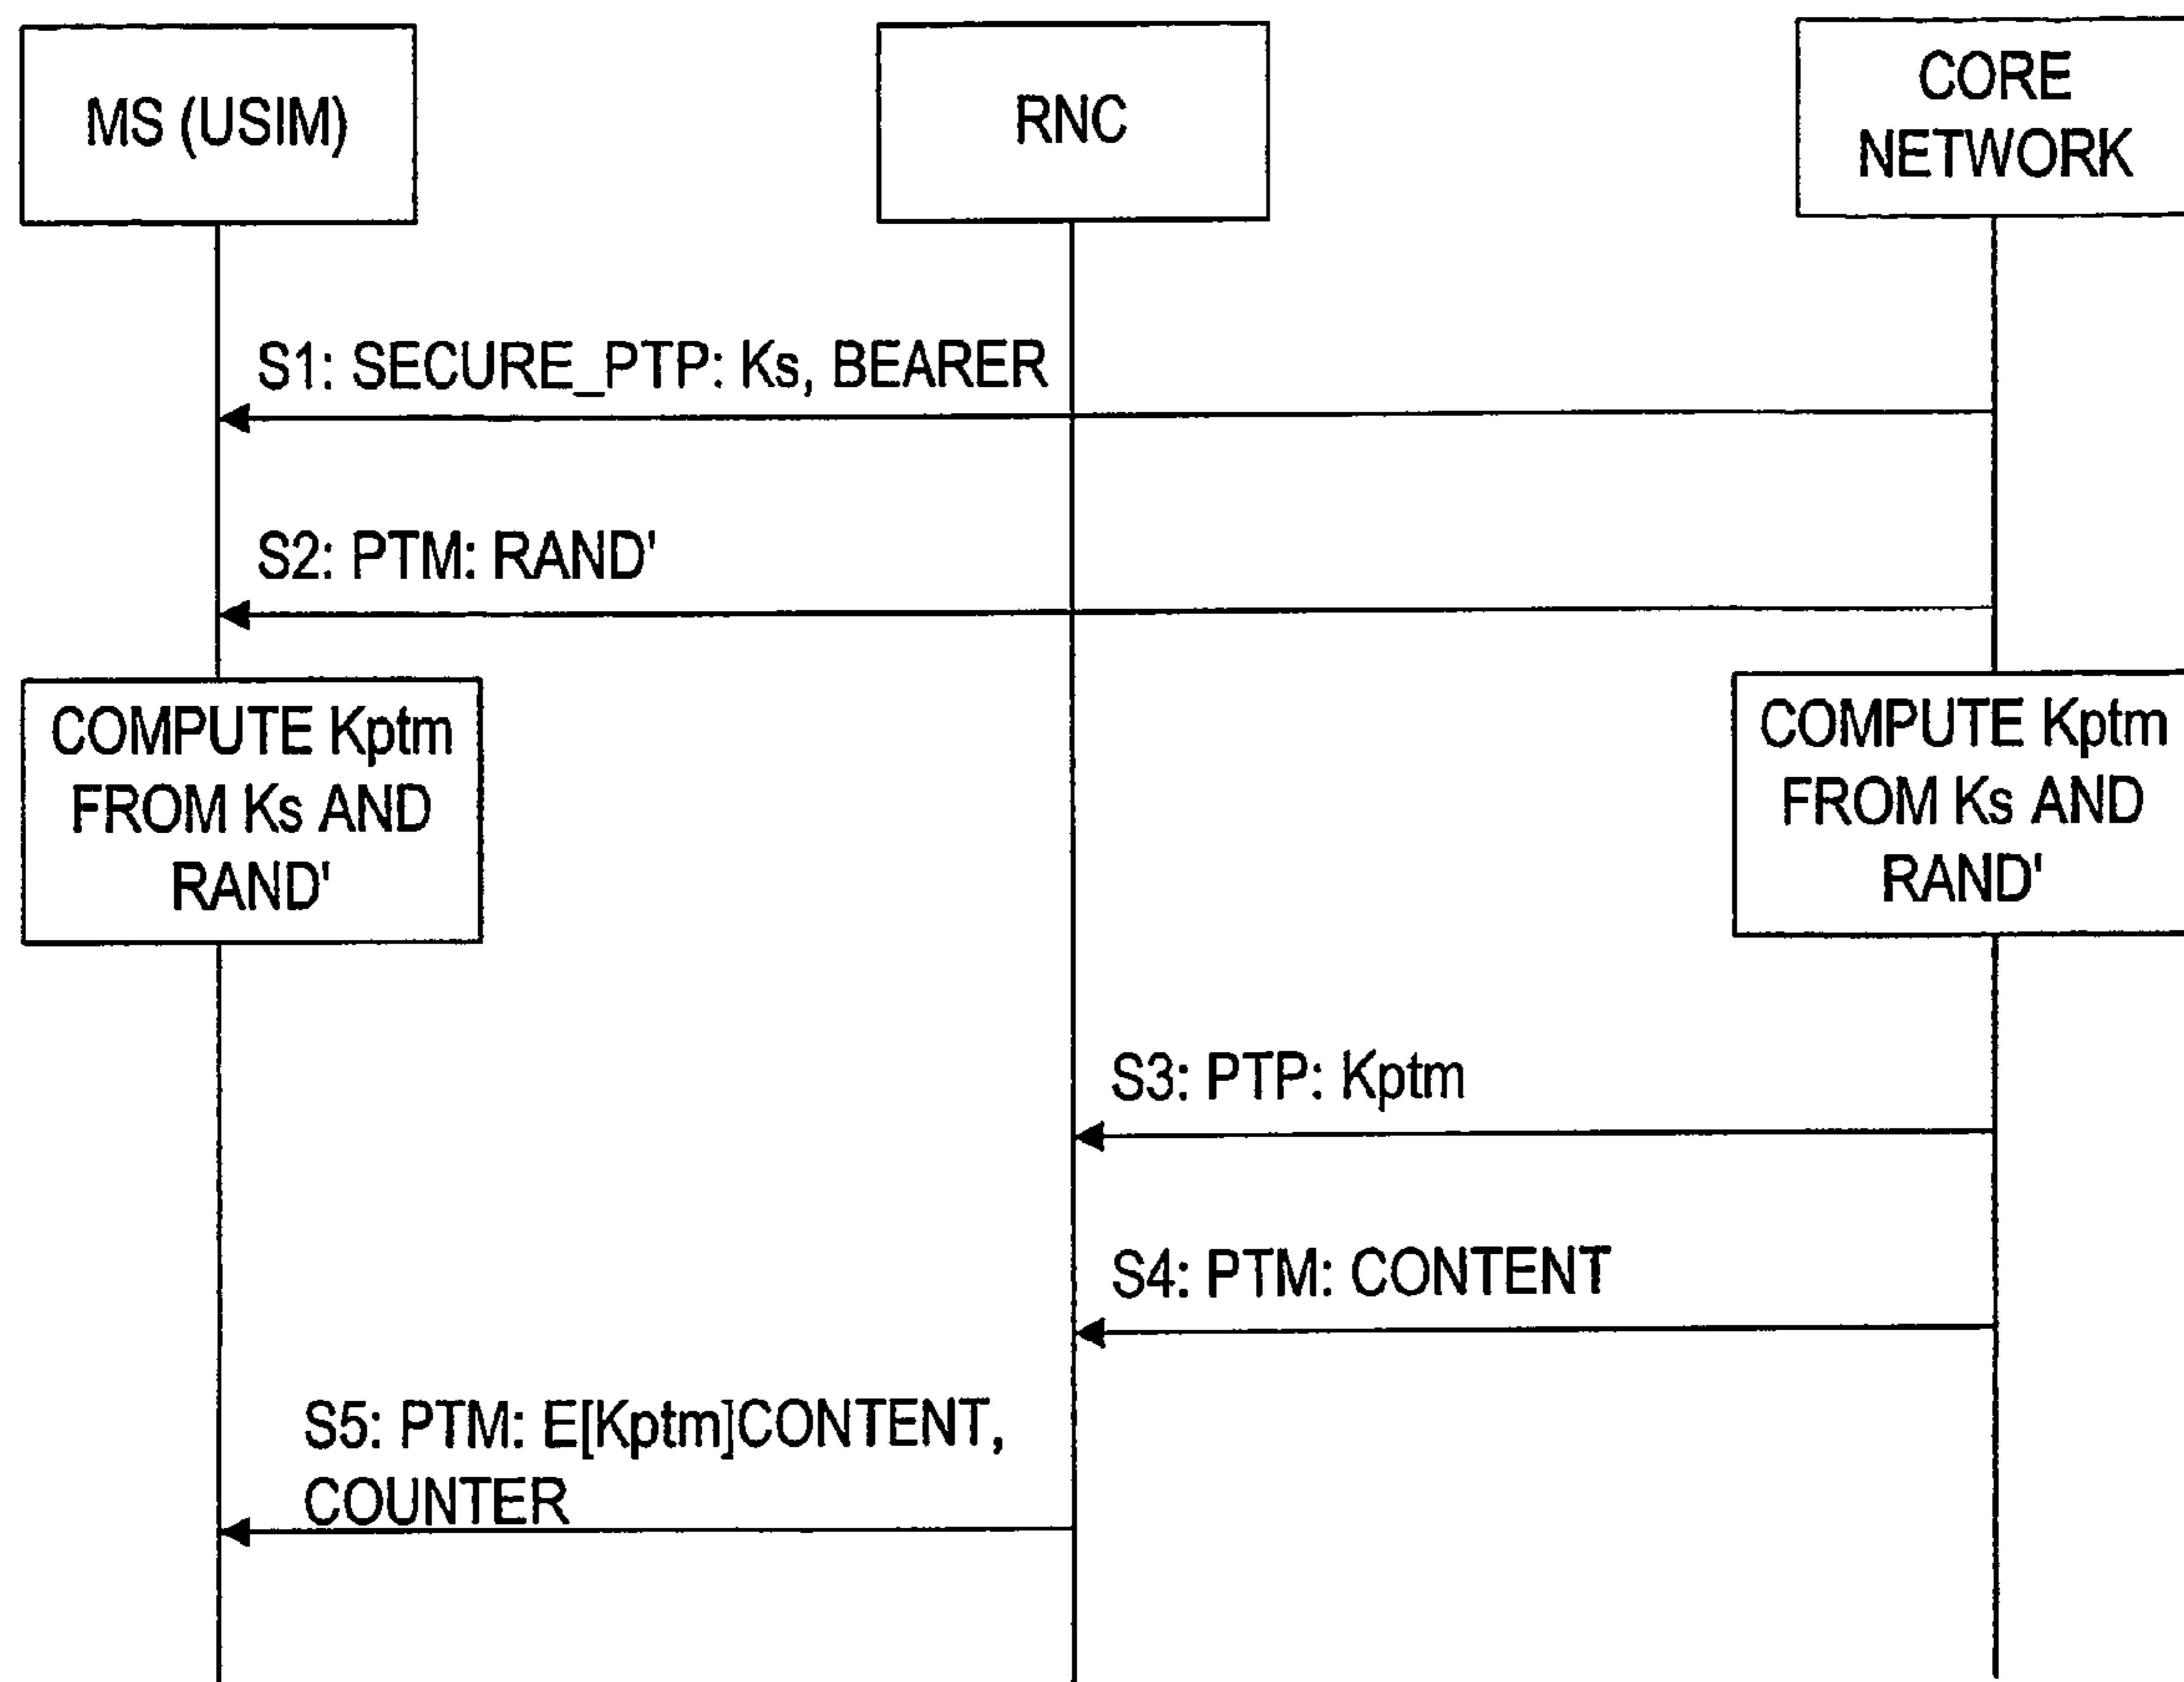 MS (USIM)
RNC
CORE
NETWORK
S1: SECURE_PTP: Ks, BEARER
S2: PTM: RAND'
COMPUTE Kptm
FROM Ks AND
RAND'
COMPUTE Kptm
FROM Ks AND
RAND'
S3: PTP: Kptm
S4: PTM: CONTENT
S5: PTM: E[Kptm]CONTENT,
COUNTER